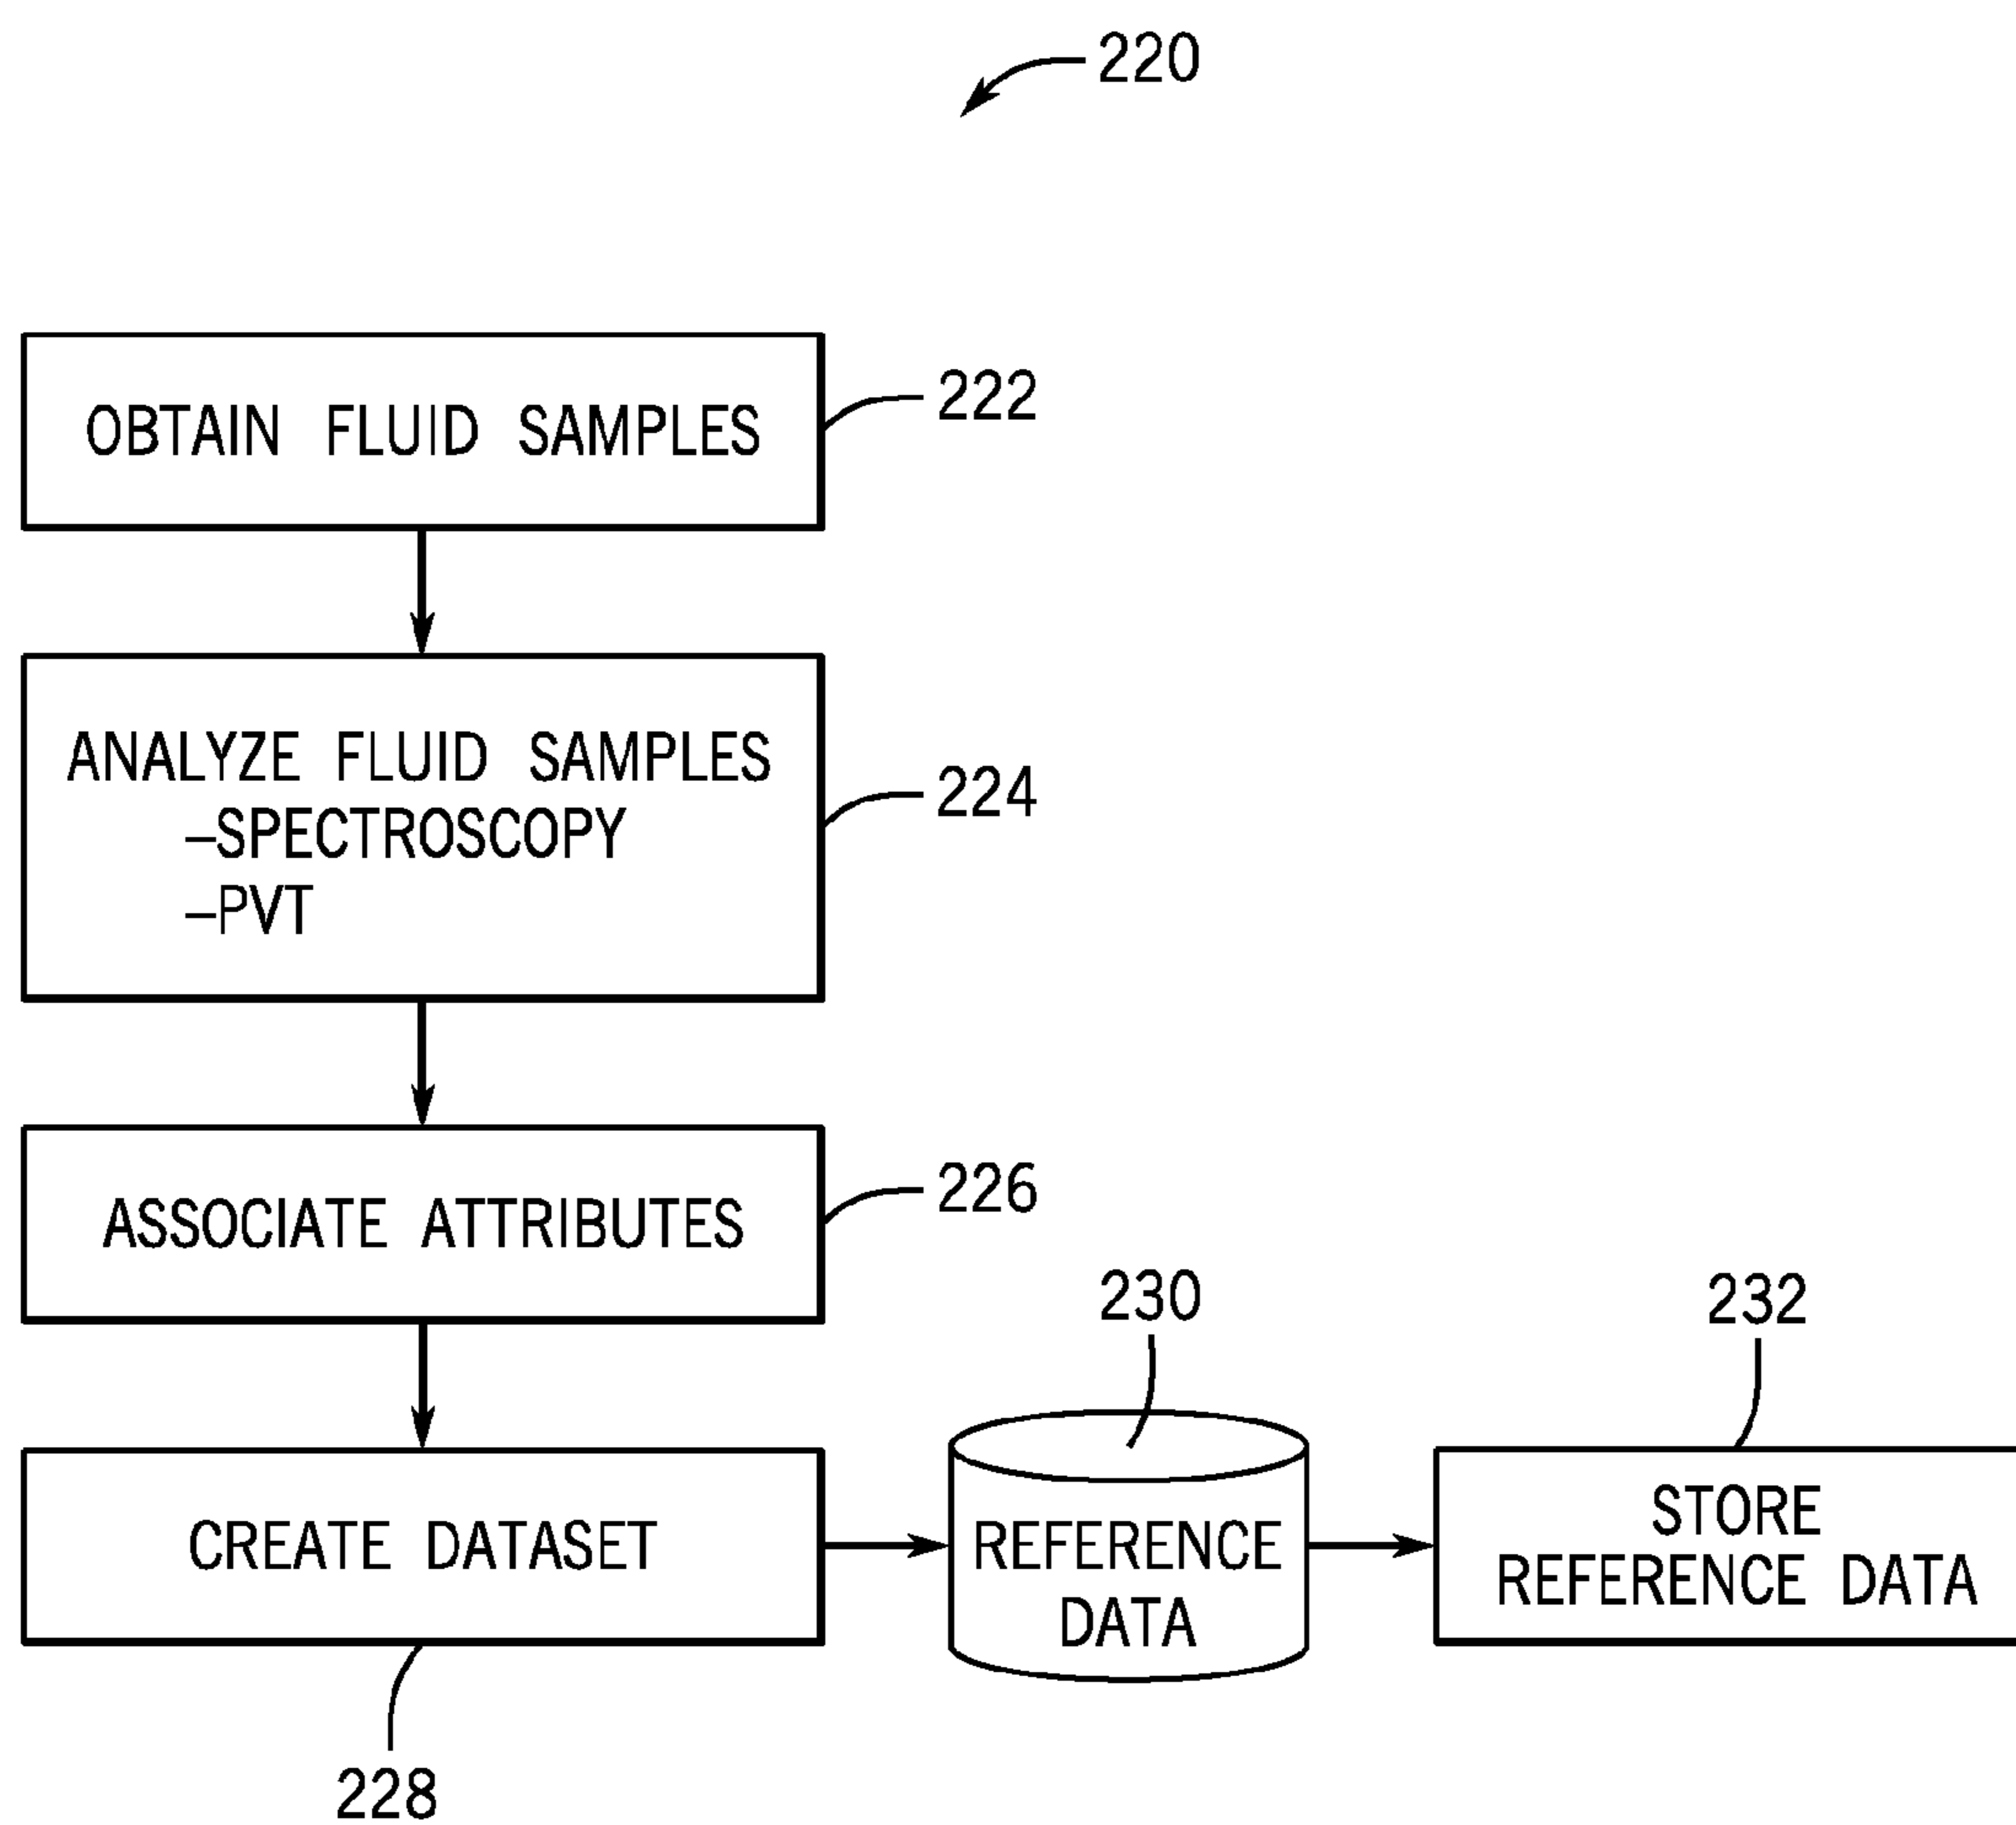 220
OBTAIN FLUID SAMPLES
222
ANALYZE FLUID SAMPLES
–SPECTROSCOPY
–PVT
224
ASSOCIATE ATTRIBUTES
226
CREATE DATASET
228
230
REFERENCE
DATA
232
STORE
REFERENCE DATA